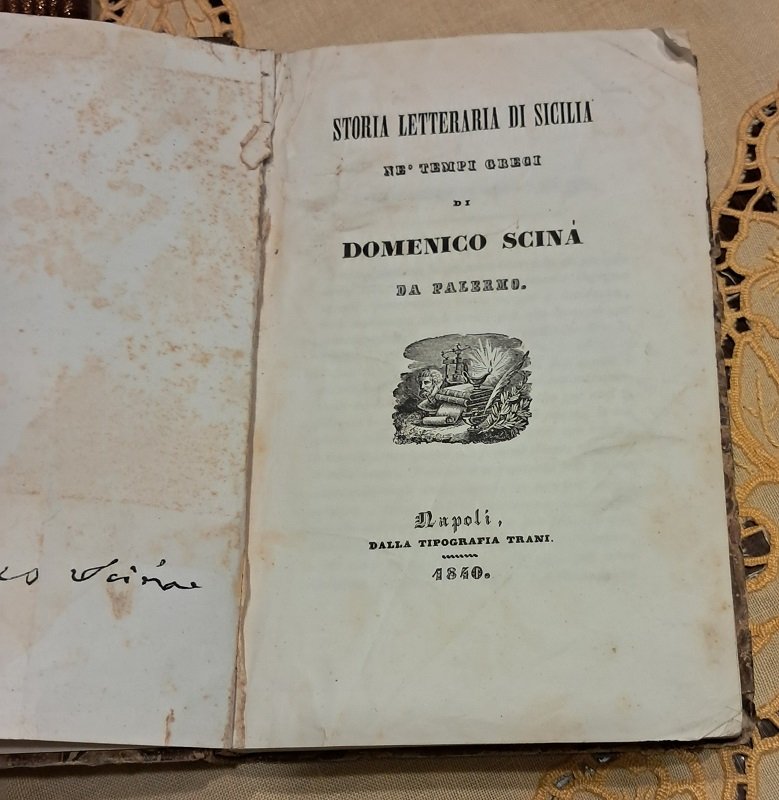 STORIA LETTERARIA DI SICILIA
NE' TEMPI GRECI
DI
DOMENICO SCINÀ
DA PALERMO.
Napoli,
DALLA TIPOGRAFIA TRANI.
1840.